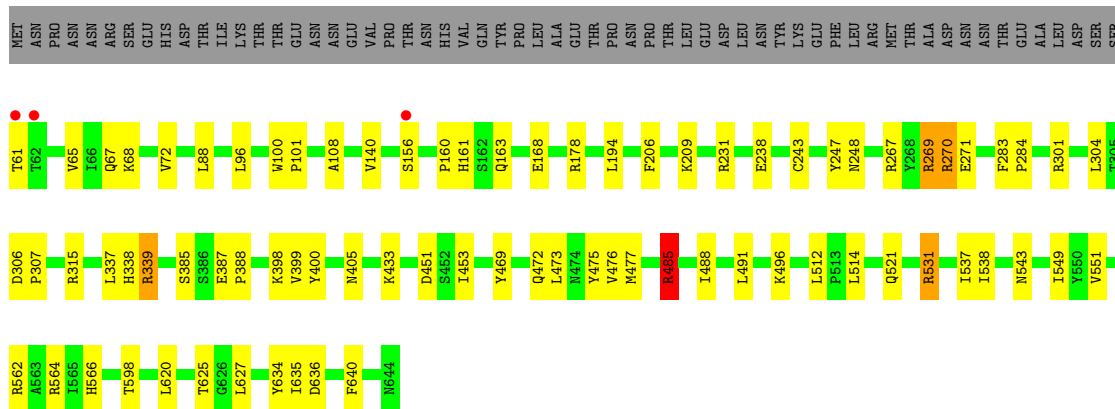 MET ASN PRO ASN ASN ARG SER GLU HIS ASP THR ILE LYS THR THR GLU ASN ASN GLU VAL PRO THR ASN HIS VAL GLN TYR PRO LEU ALA GLU THR PRO ASN PRO THR LEU GLU ASP LEU ASN TYR LYS GLU PHE LEU ARG MET THR ALA ASP ASN ASN THR GLU ALA LEU ASP SER SER
T61 T62 V65 I66 Q67 K68 V72 L88 L96 W100 P101 A108 V140 S156 P160 H161 S162 Q163 E168 R178 L194 F206 K209 R231 E238 C243 Y247 N248 R267 Y268 R269 R270 E271 F283 P284 R301 L304 T305
D306 P307 R315 L337 H338 R339 S385 S386 E387 P388 K398 V399 Y400 N405 K433 D451 S452 I453 Y469 Q472 L473 N474 Y475 V476 M477 R485 I488 L491 K496 L512 P513 L514 Q521 R531 I537 I538 N543 I549 Y550 V551
R562 A563 R564 I565 H566 T598 L620 T625 G626 L627 Y634 I635 D636 F640 N644